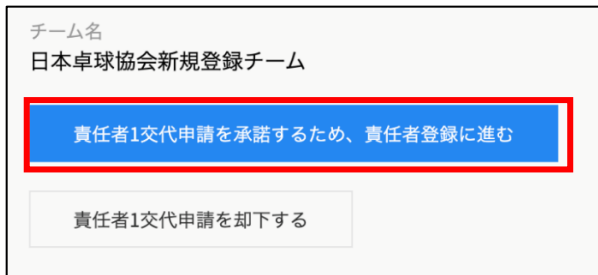 チーム名
日本卓球協会新規登録チーム
責任者1交代申請を承諾するため、責任者登録に進む
責任者1交代申請を却下する